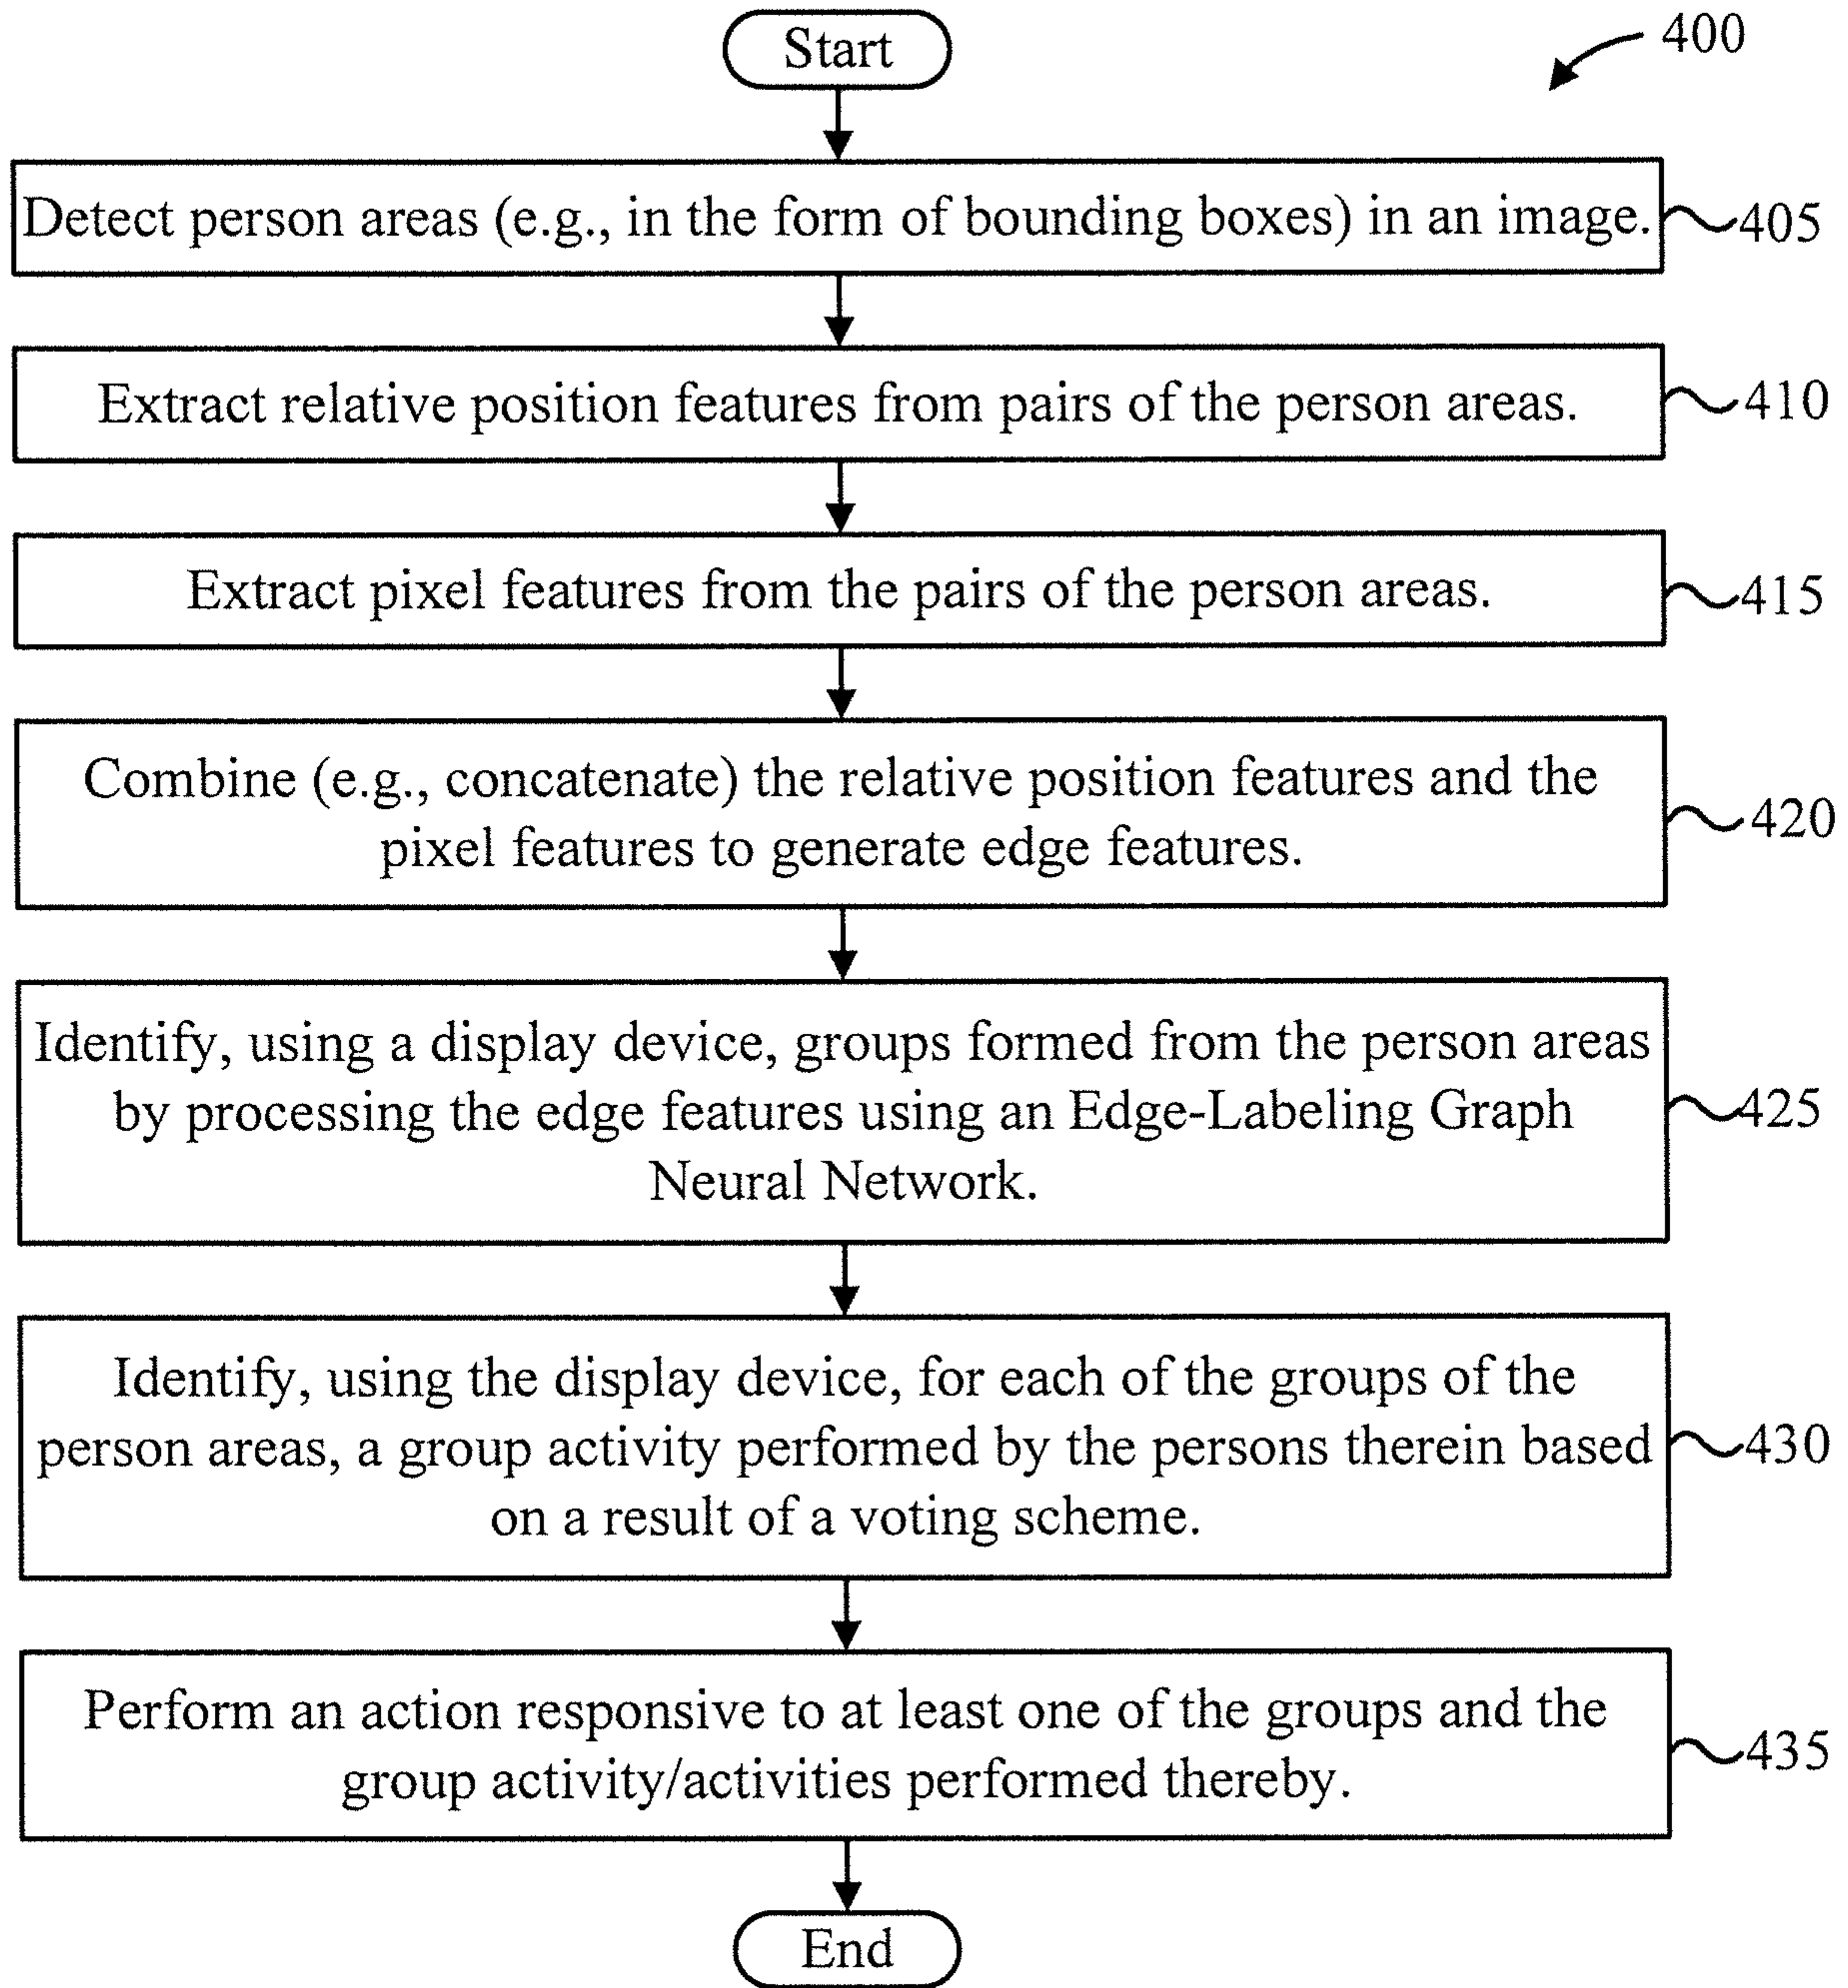 Start
400
Detect person areas (e.g., in the form of bounding boxes) in an image.
405
Extract relative position features from pairs of the person areas.
410
Extract pixel features from the pairs of the person areas.
415
Combine (e.g., concatenate) the relative position features and the
pixel features to generate edge features.
420
Identify, using a display device, groups formed from the person areas
by processing the edge features using an Edge-Labeling Graph
Neural Network.
425
Identify, using the display device, for each of the groups of the
person areas, a group activity performed by the persons therein based
on a result of a voting scheme.
430
Perform an action responsive to at least one of the groups and the
group activity/activities performed thereby.
435
End